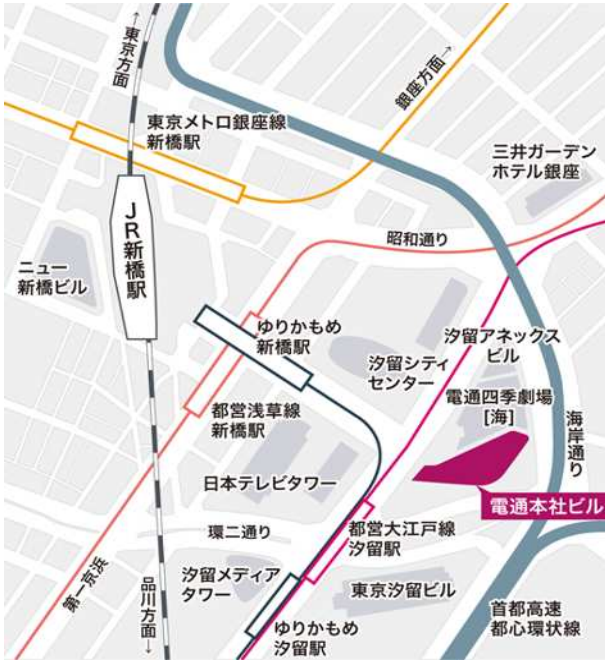 ←東京方面
銀座方面→
東京メトロ銀座線
新橋駅
三井ガーデン
ホテル銀座
JR新橋駅
昭和通り
ニュー
新橋ビル
ゆりかもめ
新橋駅
汐留シティ
センター
汐留アネックス
ビル
電通四季劇場
[海]
海岸通り
都営浅草線
新橋駅
日本テレビタワー
電通本社ビル
環二通り
都営大江戸線
汐留駅
第一京浜
品川方面→
汐留メディア
タワー
東京汐留ビル
首都高速
都心環状線
ゆりかもめ
汐留駅